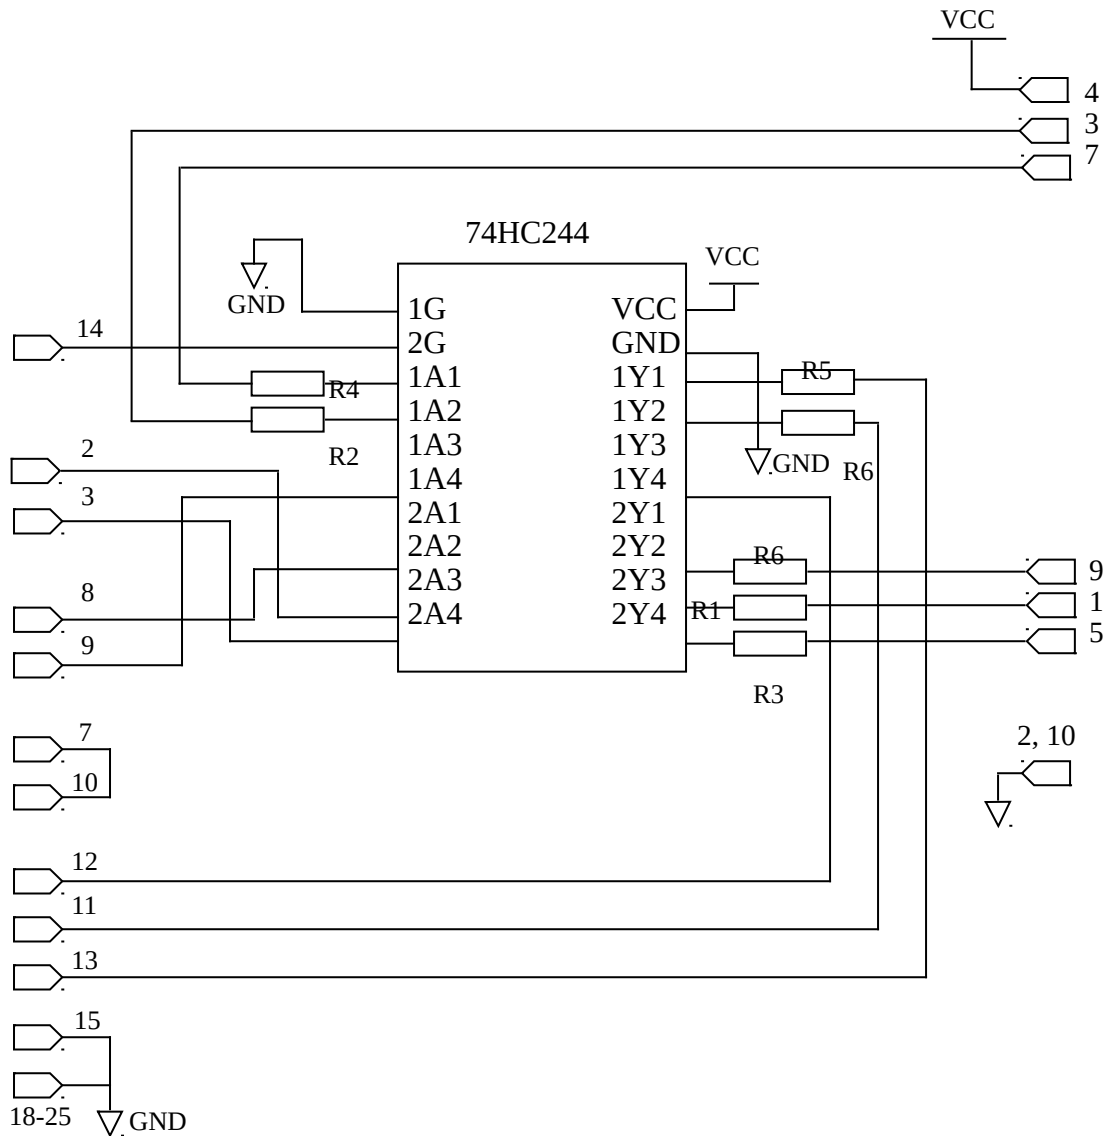 VCC
4
3
7
74HC244
VCC
GND
1G
VCC
14
2G
GND
1A1
1Y1
R5
R4
1A2
1Y2
R2
1A3
1Y3
GND
R6
2
1A4
1Y4
3
2A1
2Y1
2A2
2Y2
R6
8
2A3
2Y3
9
2A4
2Y4
R1
1
9
5
R3
7
2, 10
10
12
11
13
15
18-25
GND